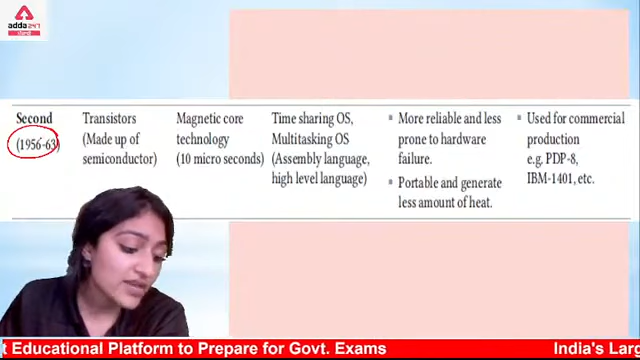 adda247
ਪੰਜਾਬੀ
Second
(1956-63)
Transistors
(Made up of
semiconductor)
Magnetic core
technology
(10 micro seconds)
Time sharing OS,
Multitasking OS
(Assembly language,
high level language)
▪ More reliable and less
prone to hardware
failure.
▪ Portable and generate
less amount of heat.
▪ Used for commercial
production
e.g. PDP-8,
IBM-1401, etc.
t Educational Platform to Prepare for Govt. Exams
India's Larg